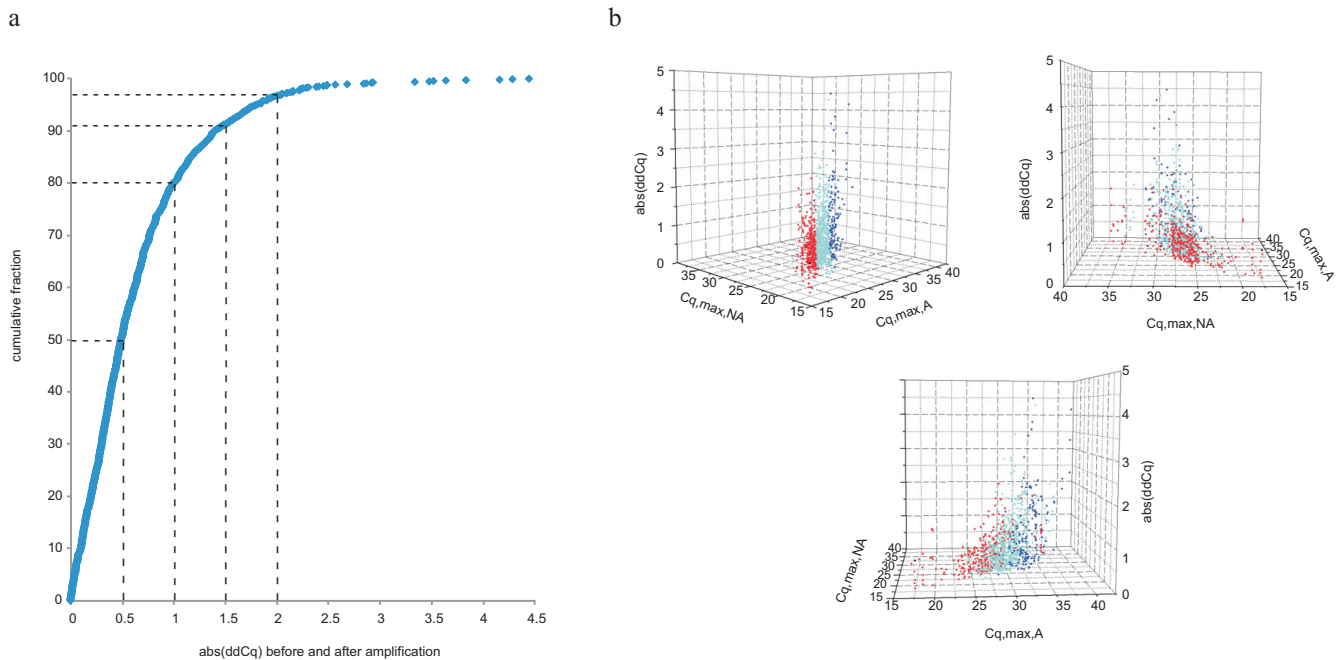 a
b
100
90
80
70
60
50
40
30
20
10
0
cumulative fraction
0 0.5 1 1.5 2 2.5 3 3.5 4 4.5
abs(ddCq) before and after amplification
5
4
3
2
1
0
abs(ddCq)
35 30 25 20 15
Cq,max,NA
15 20 25 30 35 40
Cq,max,A
5
4
3
2
1
0
abs(ddCq)
40 35 30 25 20 15
Cq,max,NA
40
35
30
25
20
15
Cq,max,A
40
35
30
25
20
15
Cq,max,NA
15 20 25 30 35 40
Cq,max,A
5
4
3
2
1
0
abs(ddCq)